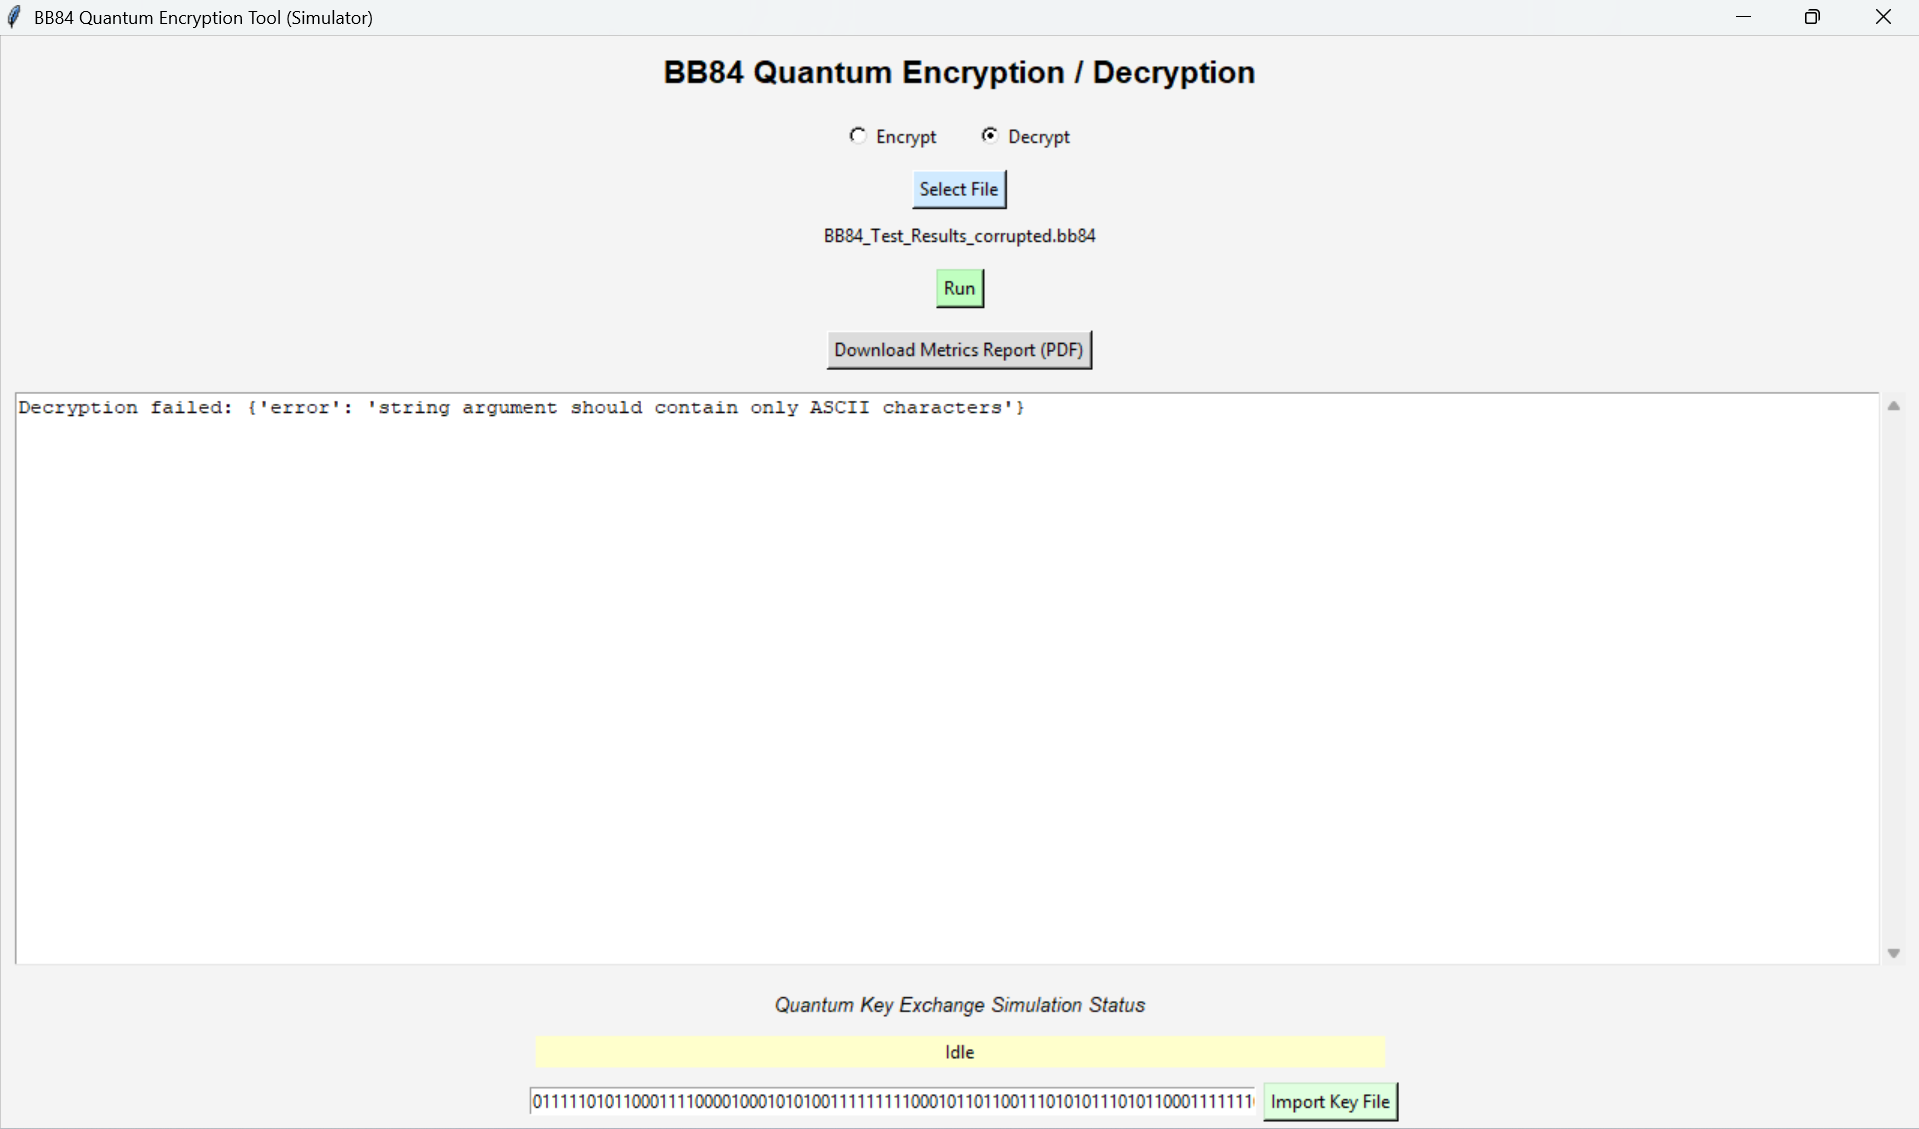 BB84 Quantum Encryption Tool (Simulator)
BB84 Quantum Encryption / Decryption
Encrypt Decrypt
Select File
BB84_Test_Results_corrupted.bb84
Run
Download Metrics Report (PDF)
Decryption failed: {'error': 'string argument should contain only ASCII characters'}
Quantum Key Exchange Simulation Status
Idle
Import Key File